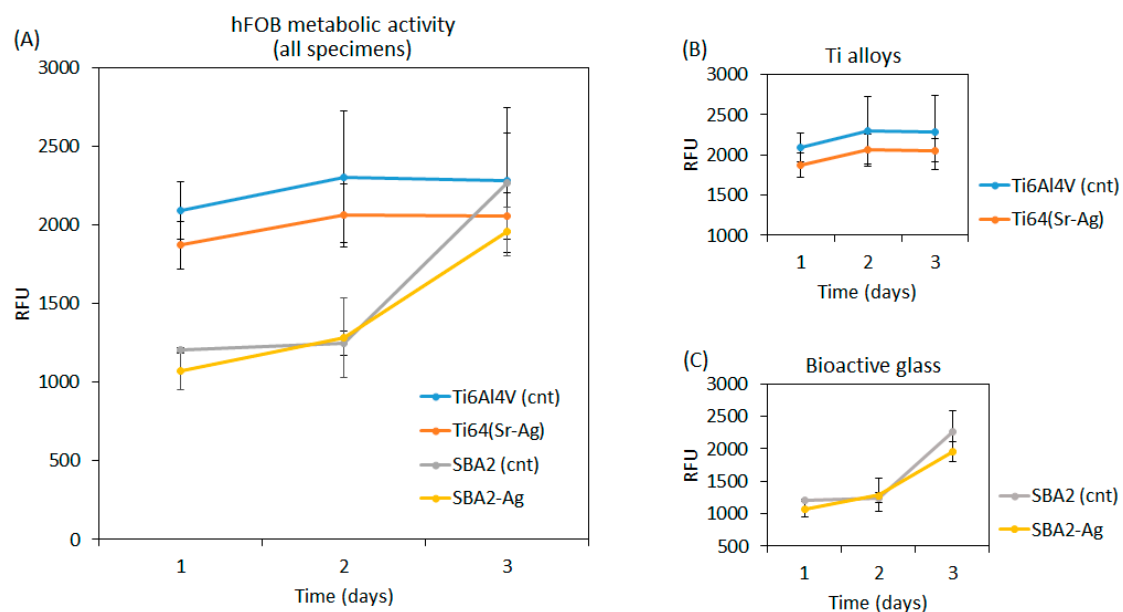 (A)
hFOB metabolic activity
(all specimens)
3000
2500
2000
1500
1000
500
0
RFU
1 2 3
Time (days)
Ti6Al4V (cnt)
Ti64(Sr-Ag)
SBA2 (cnt)
SBA2-Ag
(B)
Ti alloys
3000
2500
2000
1500
1000
RFU
1 2 3
Time (days)
Ti6Al4V (cnt)
Ti64(Sr-Ag)
(C)
Bioactive glass
3000
2500
2000
1500
1000
500
RFU
1 2 3
Time (days)
SBA2 (cnt)
SBA2-Ag